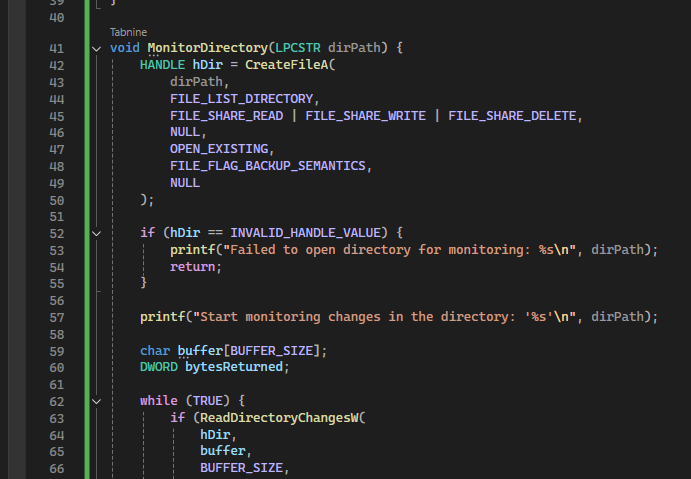 39 }
40
Tabnine
41 void MonitorDirectory(LPCSTR dirPath) {
42 HANDLE hDir = CreateFileA(
43 dirPath,
44 FILE_LIST_DIRECTORY,
45 FILE_SHARE_READ | FILE_SHARE_WRITE | FILE_SHARE_DELETE,
46 NULL,
47 OPEN_EXISTING,
48 FILE_FLAG_BACKUP_SEMANTICS,
49 NULL
50 );
51
52 if (hDir == INVALID_HANDLE_VALUE) {
53 printf("Failed to open directory for monitoring: %s\n", dirPath);
54 return;
55 }
56
57 printf("Start monitoring changes in the directory: '%s'\n", dirPath);
58
59 char buffer[BUFFER_SIZE];
60 DWORD bytesReturned;
61
62 while (TRUE) {
63 if (ReadDirectoryChangesW(
64 hDir,
65 buffer,
66 BUFFER_SIZE,